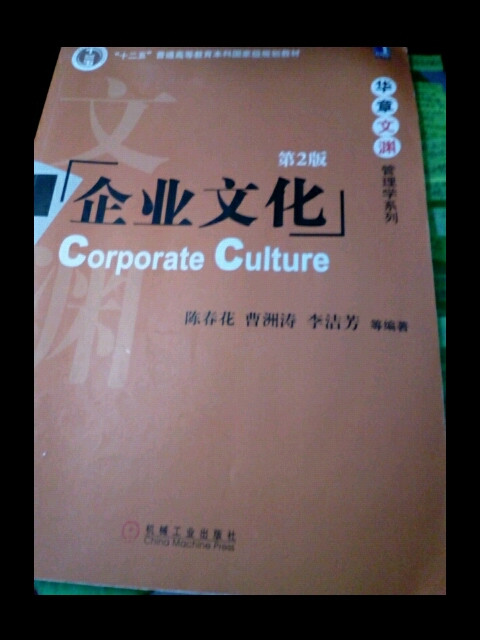 "十二五"普通高等教育本科国家级规划教材
华章文渊
管理学系列
文渊
第2版
「企业文化」
Corporate Culture
陈春花 曹洲涛 李洁芳 等编著
机械工业出版社
China Machine Press